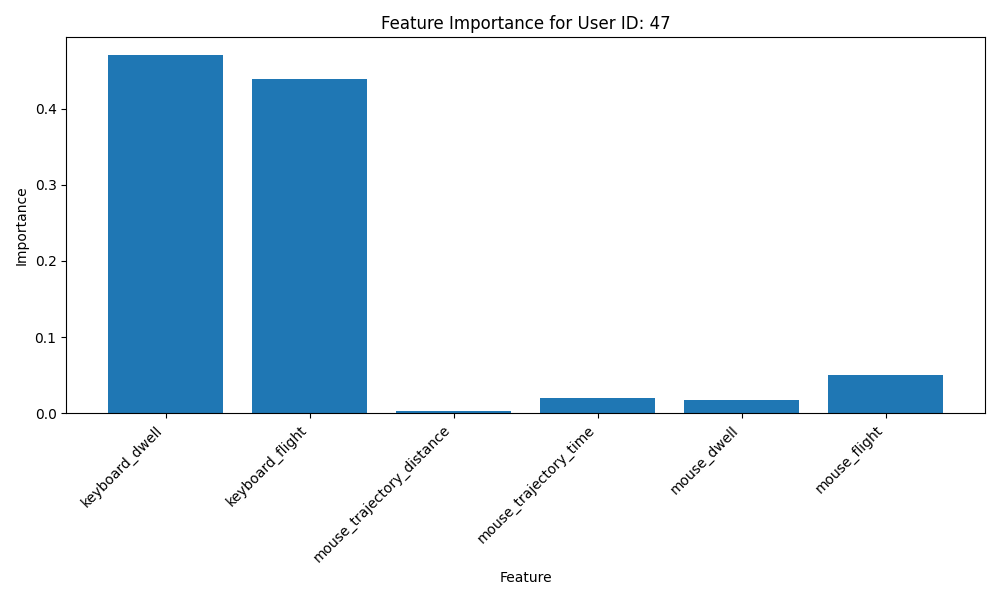 Feature Importance for User ID: 47
Importance
0.4
0.3
0.2
0.1
0.0
keyboard_dwell
keyboard_flight
mouse_trajectory_distance
mouse_trajectory_time
mouse_dwell
mouse_flight
Feature